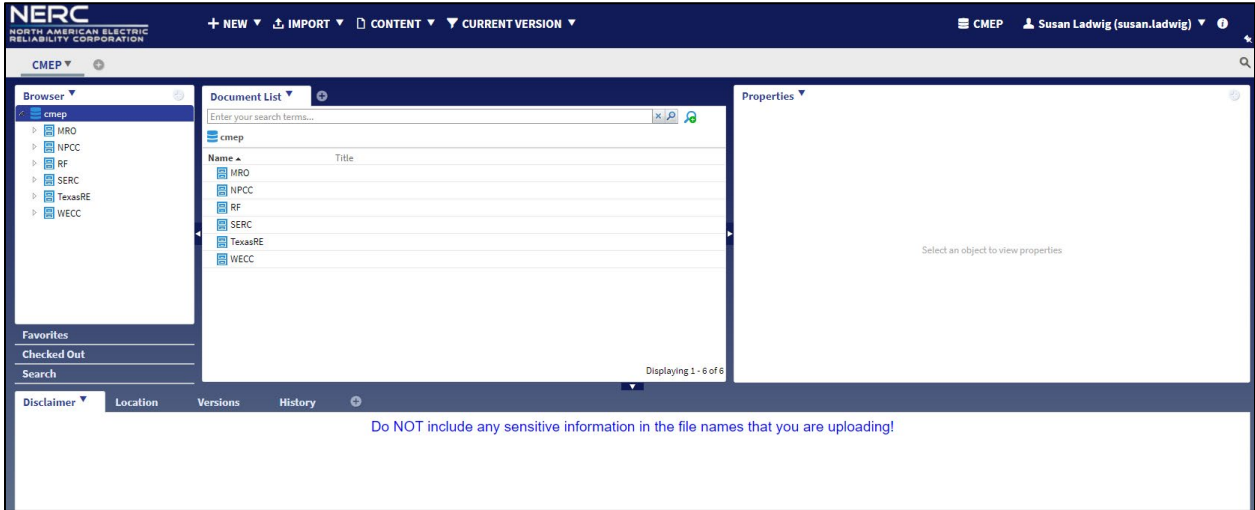 NERC
NORTH AMERICAN ELECTRIC
RELIABILITY CORPORATION
+ NEW ▼ IMPORT ▼ CONTENT ▼ CURRENT VERSION ▼
CMEP Susan Ladwig (susan.ladwig) ▼
CMEP ▼
Browser ▼
cmep
MRO
NPCC
RF
SERC
TexasRE
WECC
Favorites
Checked Out
Search
Document List ▼
Enter your search terms...
cmep
Name Title
MRO
NPCC
RF
SERC
TexasRE
WECC
Displaying 1 - 6 of 6
Properties ▼
Select an object to view properties
Disclaimer ▼ Location Versions History
Do NOT include any sensitive information in the file names that you are uploading!